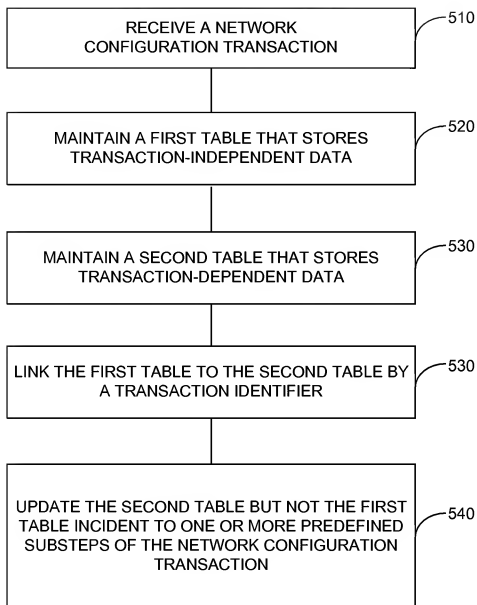 RECEIVE A NETWORK
CONFIGURATION TRANSACTION
510
MAINTAIN A FIRST TABLE THAT STORES
TRANSACTION-INDEPENDENT DATA
520
MAINTAIN A SECOND TABLE THAT STORES
TRANSACTION-DEPENDENT DATA
530
LINK THE FIRST TABLE TO THE SECOND TABLE BY
A TRANSACTION IDENTIFIER
530
UPDATE THE SECOND TABLE BUT NOT THE FIRST
TABLE INCIDENT TO ONE OR MORE PREDEFINED
SUBSTEPS OF THE NETWORK CONFIGURATION
TRANSACTION
540